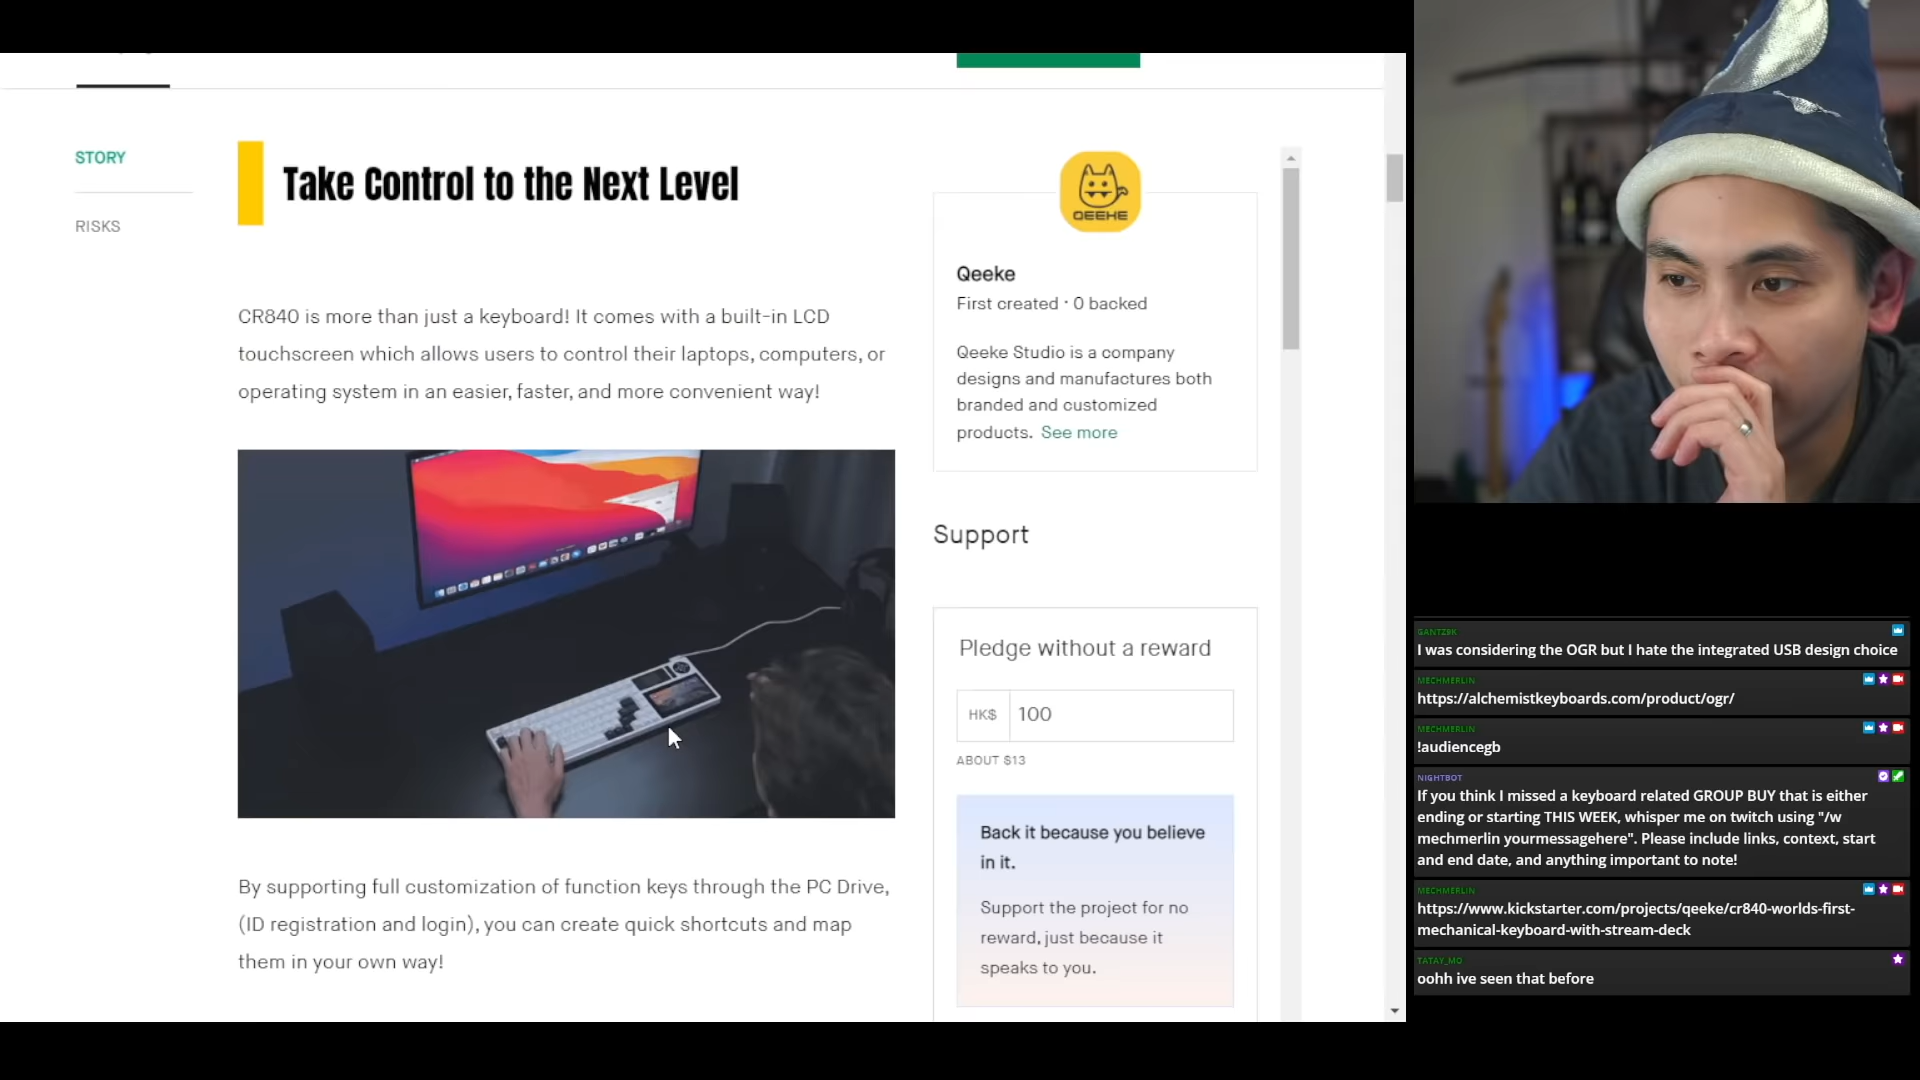 STORY
RISKS
Take Control to the Next Level
CR840 is more than just a keyboard! It comes with a built-in LCD
touchscreen which allows users to control their laptops, computers, or
operating system in an easier, faster, and more convenient way!
By supporting full customization of function keys through the PC Drive,
(ID registration and login), you can create quick shortcuts and map
them in your own way!
QEEKE
Qeeke
First created · 0 backed
Qeeke Studio is a company
designs and manufactures both
branded and customized
products. See more
Support
Pledge without a reward
HK$ 100
ABOUT $13
Back it because you believe
in it.
Support the project for no
reward, just because it
speaks to you.
GANTZ9K
I was considering the OGR but I hate the integrated USB design choice
MECHMERLIN
https://alchemistkeyboards.com/product/ogr/
MECHMERLIN
!audiencegb
NIGHTBOT
If you think I missed a keyboard related GROUP BUY that is either
ending or starting THIS WEEK, whisper me on twitch using "/w
mechmerlin yourmessagehere". Please include links, context, start
and end date, and anything important to note!
MECHMERLIN
https://www.kickstarter.com/projects/qeeke/cr840-worlds-first-
mechanical-keyboard-with-stream-deck
TATAY_MO
oohh ive seen that before